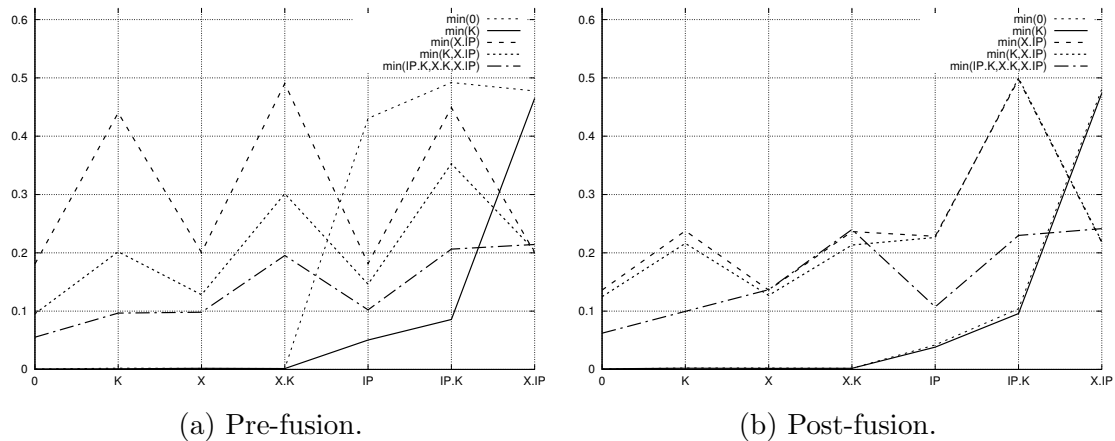 0.6
0.5
0.4
0.3
0.2
0.1
0
0 K X X.K IP IP.K X.IP
min(0)
min(K)
min(X.IP)
min(K,X.IP)
min(IP.K,X.K,X.IP)
(a) Pre-fusion.
0.6
0.5
0.4
0.3
0.2
0.1
0
0 K X X.K IP IP.K X.IP
min(0)
min(K)
min(X.IP)
min(K,X.IP)
min(IP.K,X.K,X.IP)
(b) Post-fusion.